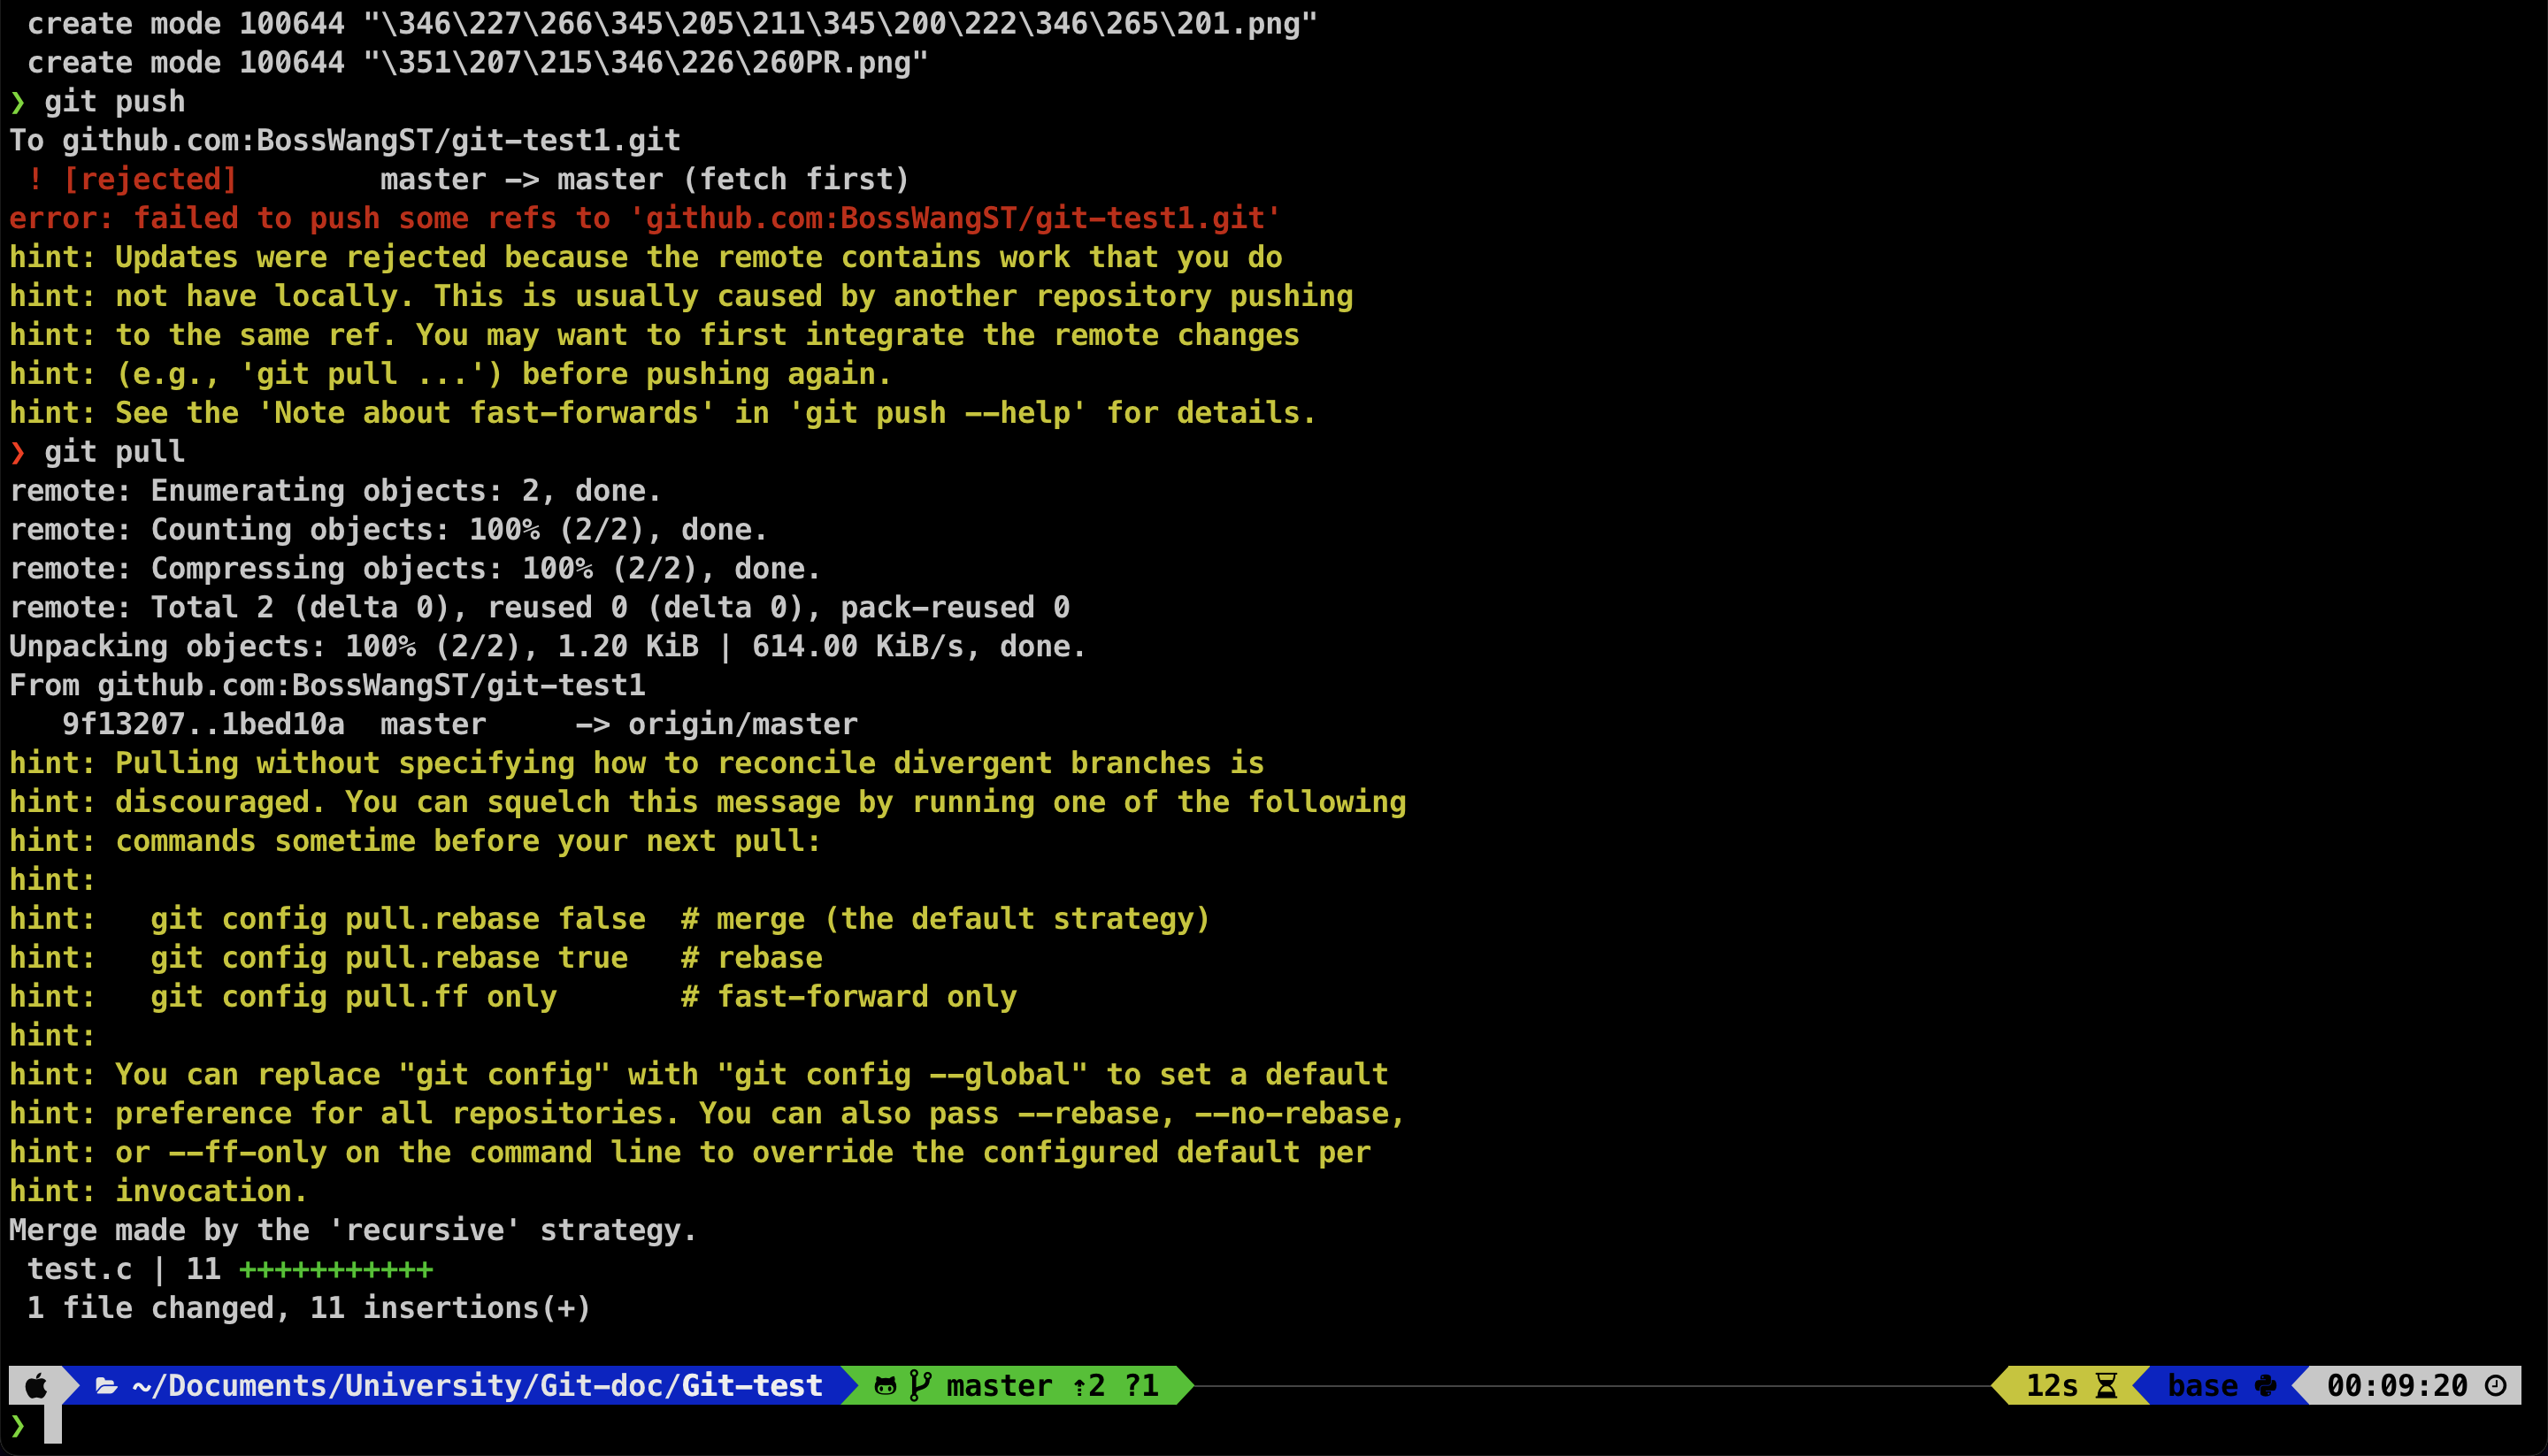 create mode 100644 "\346\227\266\345\205\211\345\200\222\346\265\201.png"
 create mode 100644 "\351\207\215\346\226\260PR.png"
❯ git push
To github.com:BossWangST/git-test1.git
 ! [rejected]        master -> master (fetch first)
error: failed to push some refs to 'github.com:BossWangST/git-test1.git'
hint: Updates were rejected because the remote contains work that you do
hint: not have locally. This is usually caused by another repository pushing
hint: to the same ref. You may want to first integrate the remote changes
hint: (e.g., 'git pull ...') before pushing again.
hint: See the 'Note about fast-forwards' in 'git push --help' for details.
❯ git pull
remote: Enumerating objects: 2, done.
remote: Counting objects: 100% (2/2), done.
remote: Compressing objects: 100% (2/2), done.
remote: Total 2 (delta 0), reused 0 (delta 0), pack-reused 0
Unpacking objects: 100% (2/2), 1.20 KiB | 614.00 KiB/s, done.
From github.com:BossWangST/git-test1
   9f13207..1bed10a  master     -> origin/master
hint: Pulling without specifying how to reconcile divergent branches is
hint: discouraged. You can squelch this message by running one of the following
hint: commands sometime before your next pull:
hint:
hint:   git config pull.rebase false  # merge (the default strategy)
hint:   git config pull.rebase true   # rebase
hint:   git config pull.ff only       # fast-forward only
hint:
hint: You can replace "git config" with "git config --global" to set a default
hint: preference for all repositories. You can also pass --rebase, --no-rebase,
hint: or --ff-only on the command line to override the configured default per
hint: invocation.
Merge made by the 'recursive' strategy.
 test.c | 11 +++++++++++
 1 file changed, 11 insertions(+)
~/Documents/University/Git-doc/Git-test master ⇡2 ?1 12s base 00:09:20
❯